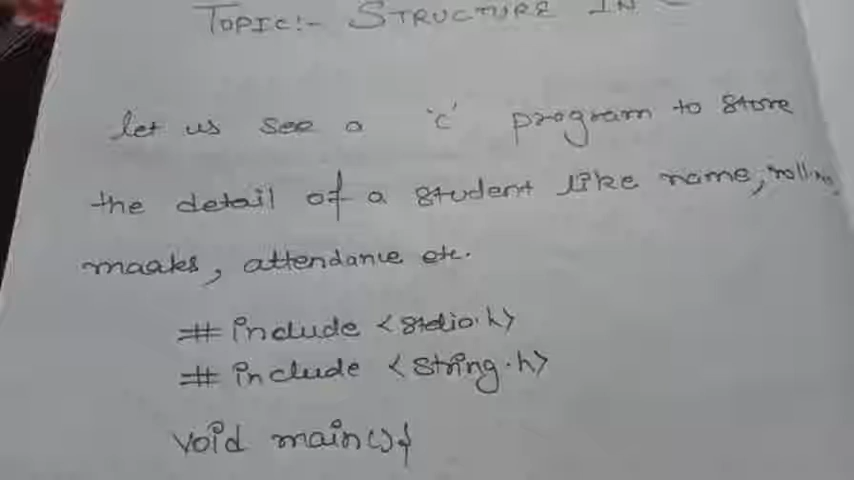 TOPIC:- STRUCTURE IN
let us see a 'c' program to store
the detail of a student like name, rollno,
marks, attendance etc.
# include <stdio.h>
# include <string.h>
void main(){